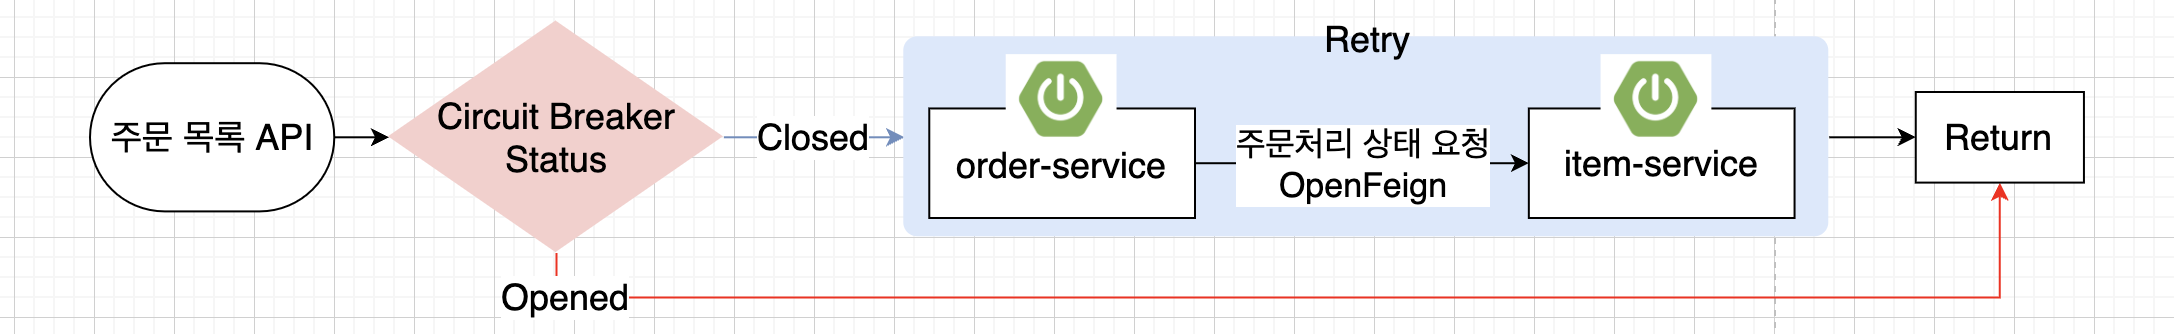 주문 목록 API
Circuit Breaker
Status
Closed
Retry
order-service
주문처리 상태 요청
OpenFeign
item-service
Return
Opened